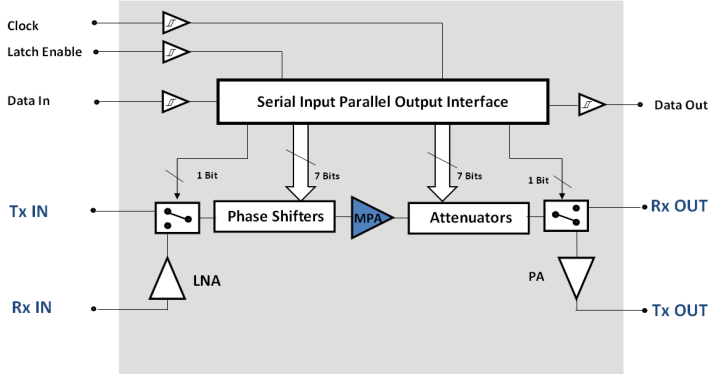 Clock
Latch Enable
Data In
Serial Input Parallel Output Interface
Data Out
1 Bit
7 Bits
7 Bits
1 Bit
Tx IN
Phase Shifters
MPA
Attenuators
Rx OUT
LNA
PA
Rx IN
Tx OUT